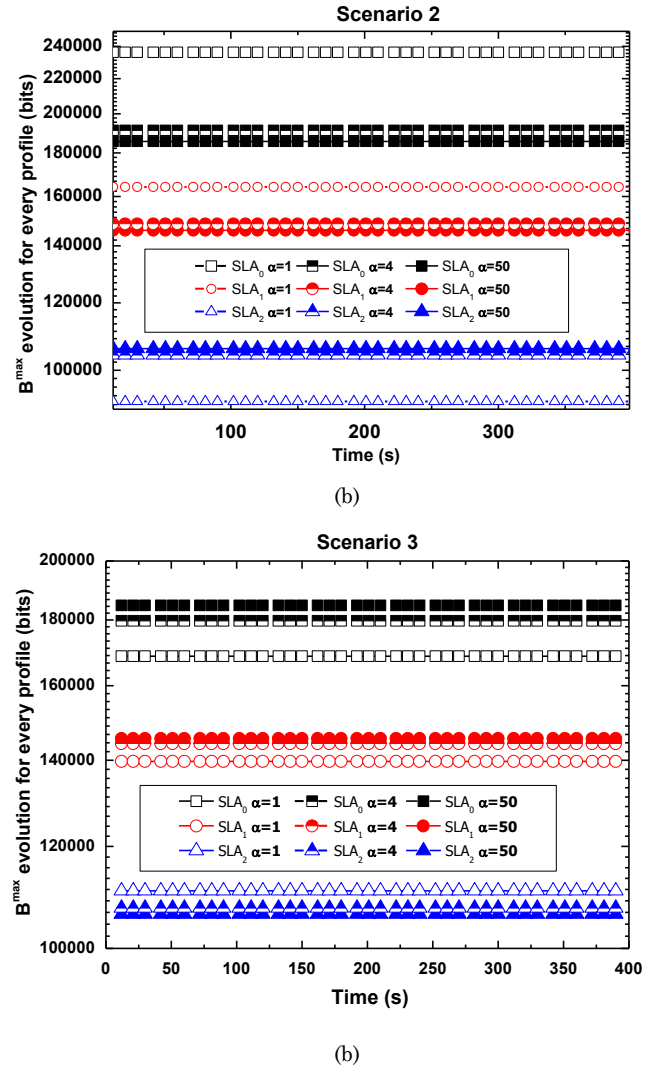 Scenario 2
B^max evolution for every profile (bits)
240000
220000
200000
180000
160000
140000
120000
100000
SLA₀ α=1 SLA₀ α=4 SLA₀ α=50
SLA₁ α=1 SLA₁ α=4 SLA₁ α=50
SLA₂ α=1 SLA₂ α=4 SLA₂ α=50
100 200 300
Time (s)
(b)
Scenario 3
B^max evolution for every profile (bits)
200000
180000
160000
140000
120000
100000
SLA₀ α=1 SLA₀ α=4 SLA₀ α=50
SLA₁ α=1 SLA₁ α=4 SLA₁ α=50
SLA₂ α=1 SLA₂ α=4 SLA₂ α=50
0 50 100 150 200 250 300 350 400
Time (s)
(b)